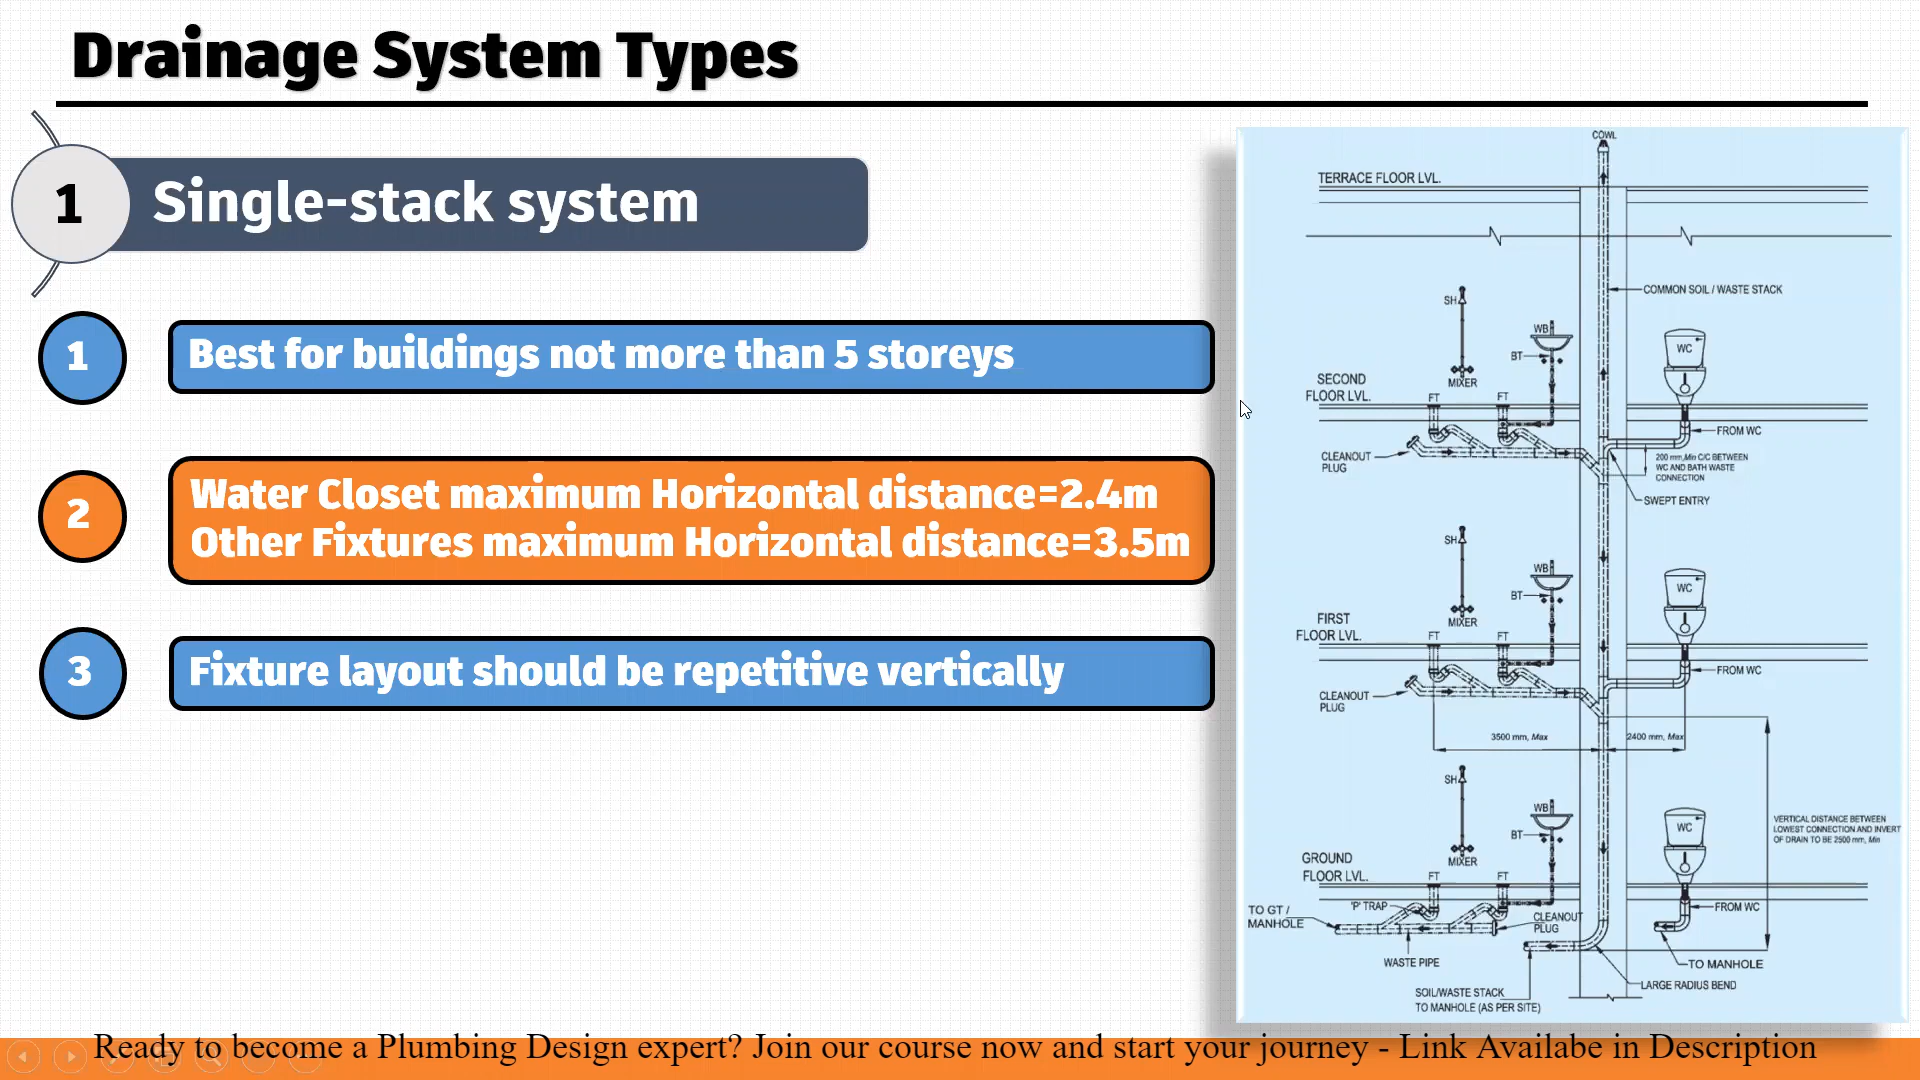 Drainage System Types
1
Single-stack system
1
Best for buildings not more than 5 storeys
2
Water Closet maximum Horizontal distance=2.4m
Other Fixtures maximum Horizontal distance=3.5m
3
Fixture layout should be repetitive vertically
COWL
TERRACE FLOOR LVL.
COMMON SOIL / WASTE STACK
SH
MIXER
WB
BT
WC
SECOND
FLOOR LVL.
FT
FT
FROM WC
CLEANOUT
PLUG
200 mm,Min C/C BETWEEN
WC AND BATH WASTE
CONNECTION
SWEPT ENTRY
SH
MIXER
WB
BT
WC
FIRST
FLOOR LVL.
FT
FT
FROM WC
CLEANOUT
PLUG
3500 mm, Max
2400 mm, Max
SH
MIXER
WB
BT
WC
VERTICAL DISTANCE BETWEEN
LOWEST CONNECTION AND INVERT
OF DRAIN TO BE 2500 mm, Min
GROUND
FLOOR LVL.
FT
FT
'P' TRAP
FROM WC
TO GT /
MANHOLE
CLEANOUT
PLUG
WASTE PIPE
TO MANHOLE
LARGE RADIUS BEND
SOIL/WASTE STACK
TO MANHOLE (AS PER SITE)
Ready to become a Plumbing Design expert? Join our course now and start your journey - Link Availabe in Description